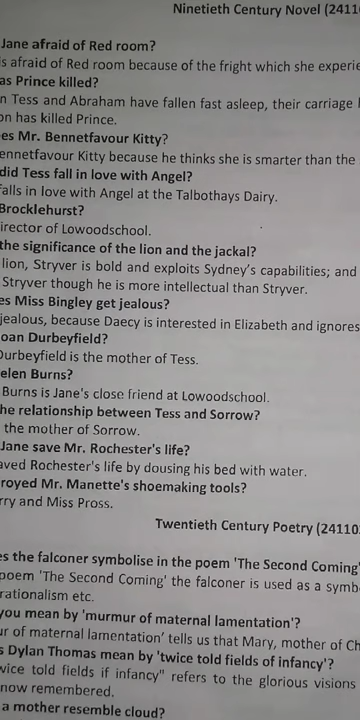 Ninetieth Century Novel (2411
Jane afraid of Red room?
is afraid of Red room because of the fright which she experie
as Prince killed?
n Tess and Abraham have fallen fast asleep, their carriage
on has killed Prince.
es Mr. Bennetfavour Kitty?
ennetfavour Kitty because he thinks she is smarter than the
did Tess fall in love with Angel?
falls in love with Angel at the Talbothays Dairy.
Brocklehurst?
irector of Lowoodschool.
the significance of the lion and the jackal?
lion, Stryver is bold and exploits Sydney's capabilities; and
Stryver though he is more intellectual than Stryver.
es Miss Bingley get jealous?
jealous, because Daecy is interested in Elizabeth and ignores
oan Durbeyfield?
Durbeyfield is the mother of Tess.
elen Burns?
Burns is Jane's close friend at Lowoodschool.
he relationship between Tess and Sorrow?
the mother of Sorrow.
Jane save Mr. Rochester's life?
aved Rochester's life by dousing his bed with water.
royed Mr. Manette's shoemaking tools?
rry and Miss Pross.
Twentieth Century Poetry (24110
es the falconer symbolise in the poem 'The Second Coming'
poem 'The Second Coming' the falconer is used as a symb
rationalism etc.
you mean by 'murmur of maternal lamentation'?
ur of maternal lamentation' tells us that Mary, mother of Ch
s Dylan Thomas mean by 'twice told fields of infancy'?
wice told fields if infancy" refers to the glorious visions
now remembered.
a mother resemble cloud?